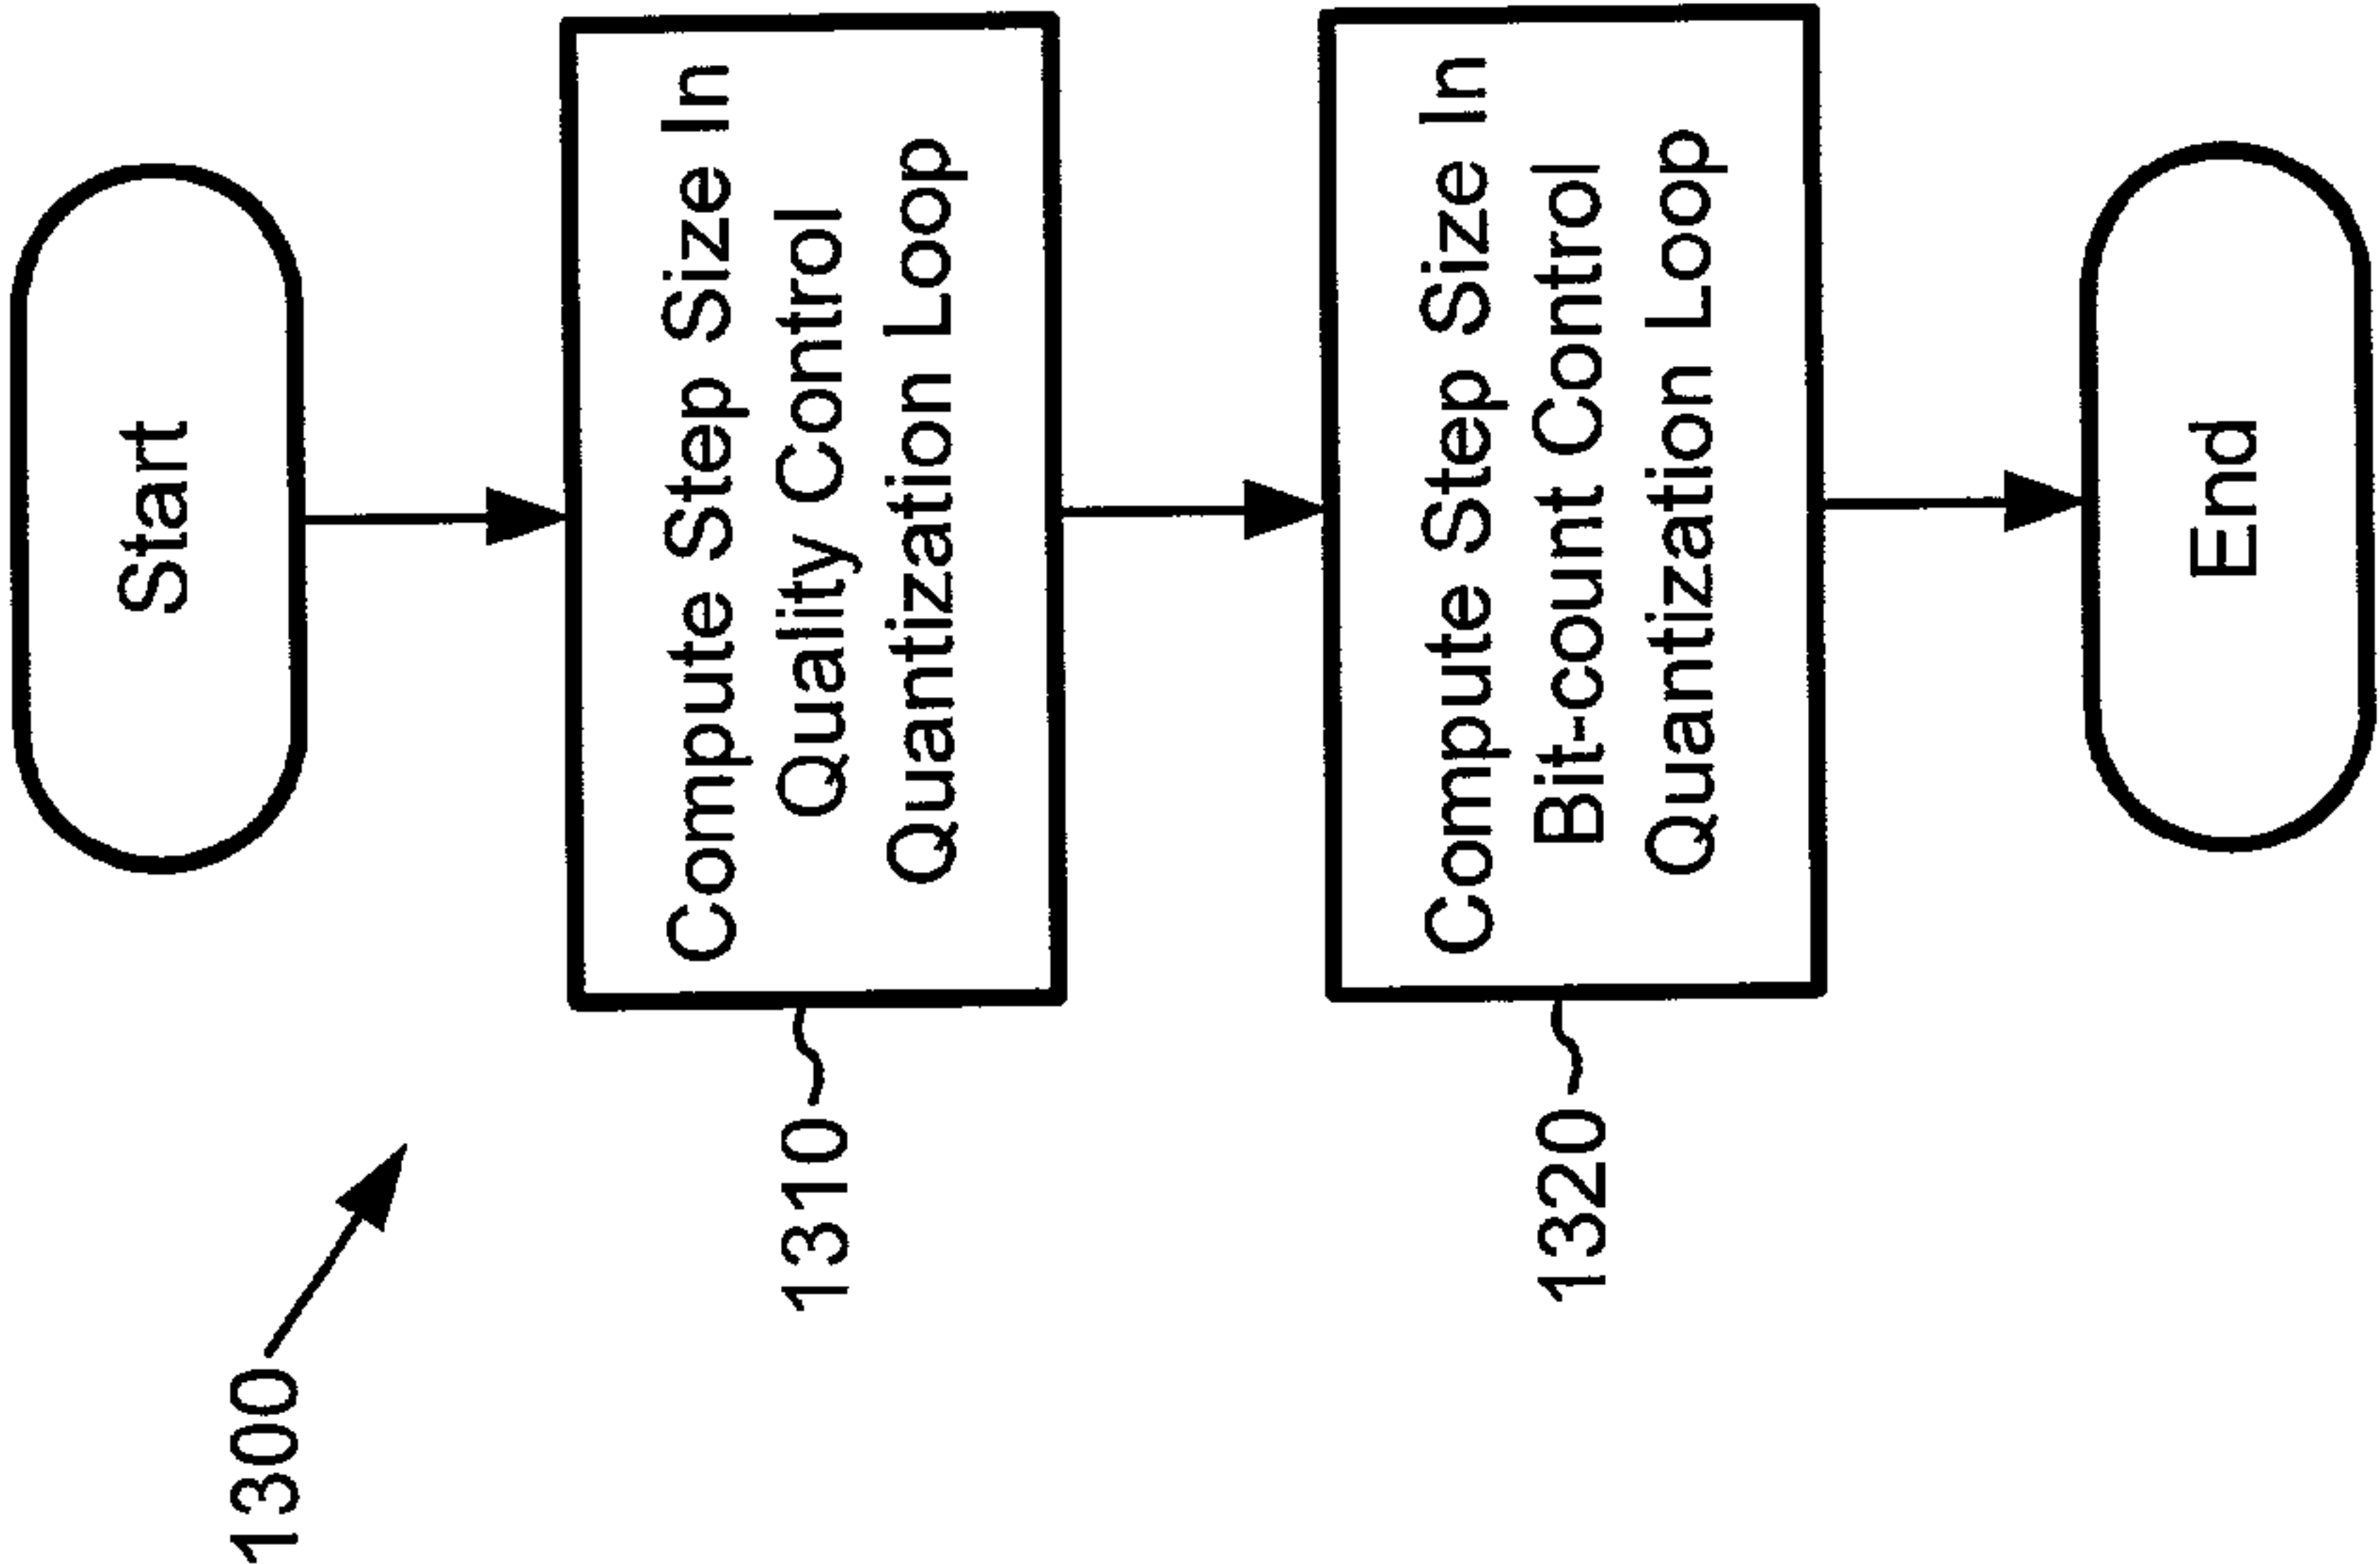 1300
Start
1310
Compute Step Size In
Quality Control
Quantization Loop
1320
Compute Step Size In
Bit-count Control
Quantization Loop
End